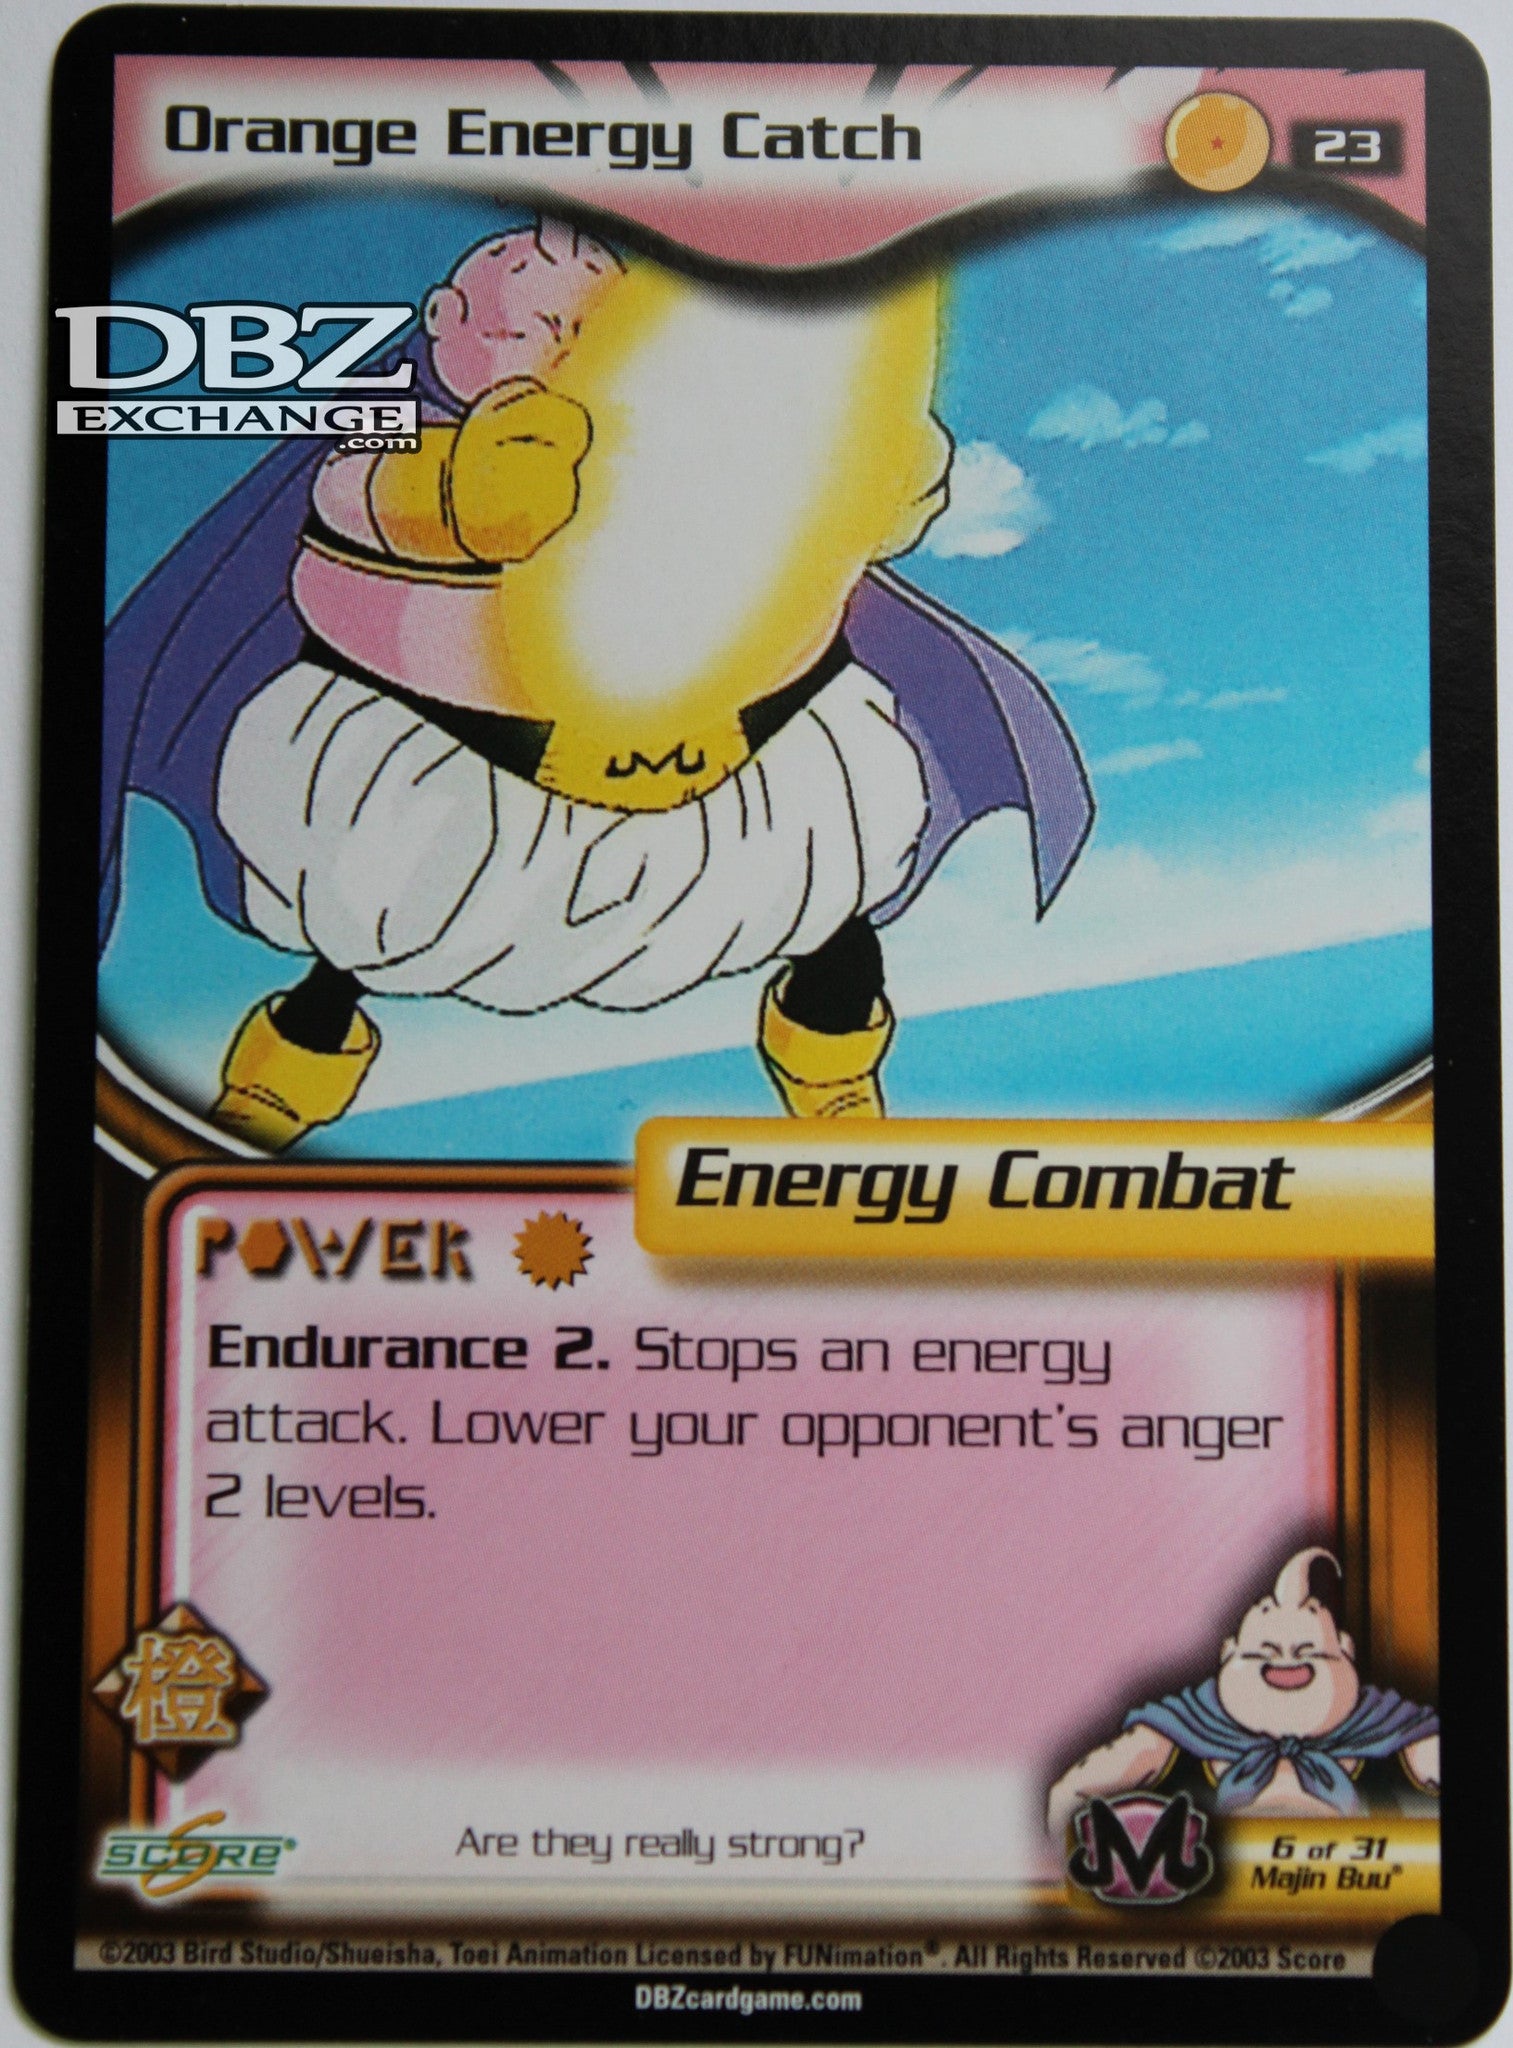 Orange Energy Catch
23
DBZ
EXCHANGE
.com
Energy Combat
POWER
Endurance 2. Stops an energy
attack. Lower your opponent's anger
2 levels.
橙
SCORE®
Are they really strong?
6 of 31
Majin Buu®
©2003 Bird Studio/Shueisha, Toei Animation Licensed by FUNimation®. All Rights Reserved ©2003 Score
DBZcardgame.com